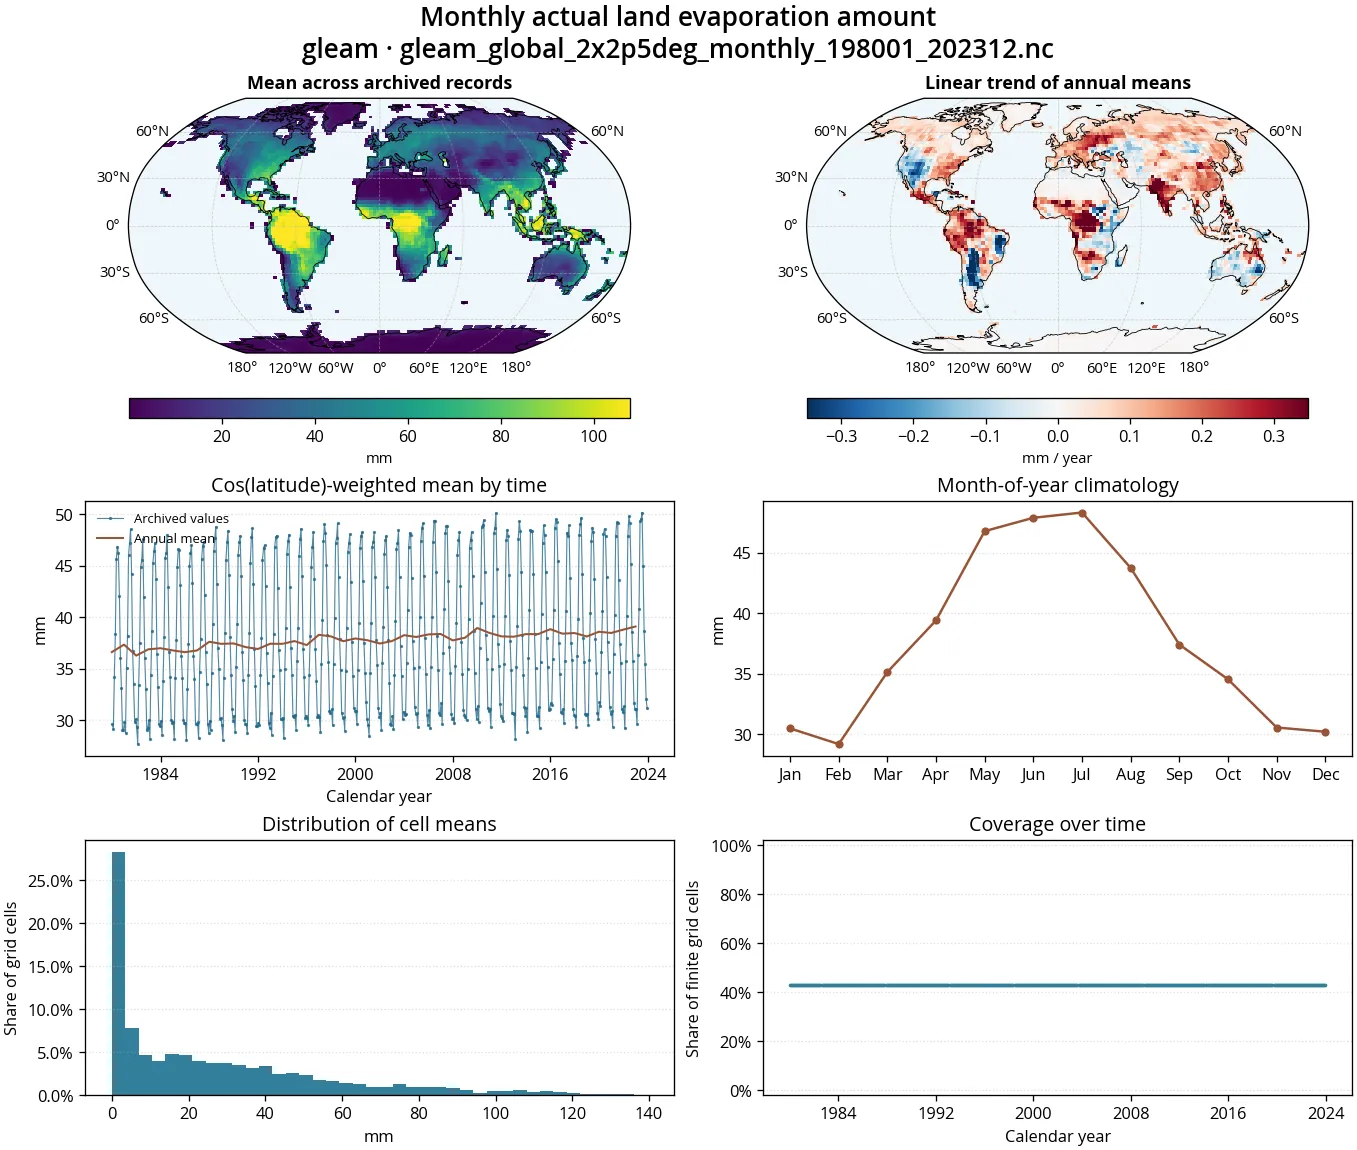 Monthly actual land evaporation amount
gleam · gleam_global_2x2p5deg_monthly_198001_202312.nc
Mean across archived records
60°N 60°N
30°N
0°
30°S
60°S 60°S
180° 120°W 60°W 0° 60°E 120°E 180°
20 40 60 80 100
mm
Linear trend of annual means
60°N 60°N
30°N
0°
30°S
60°S 60°S
180° 120°W 60°W 0° 60°E 120°E 180°
−0.3 −0.2 −0.1 0.0 0.1 0.2 0.3
mm / year
Cos(latitude)-weighted mean by time
Archived values
Annual mean
50
45
40
35
30
mm
1984 1992 2000 2008 2016 2024
Calendar year
Month-of-year climatology
45
40
35
30
mm
Jan Feb Mar Apr May Jun Jul Aug Sep Oct Nov Dec
Distribution of cell means
25.0%
20.0%
15.0%
10.0%
5.0%
0.0%
Share of grid cells
0 20 40 60 80 100 120 140
mm
Coverage over time
100%
80%
60%
40%
20%
0%
Share of finite grid cells
1984 1992 2000 2008 2016 2024
Calendar year